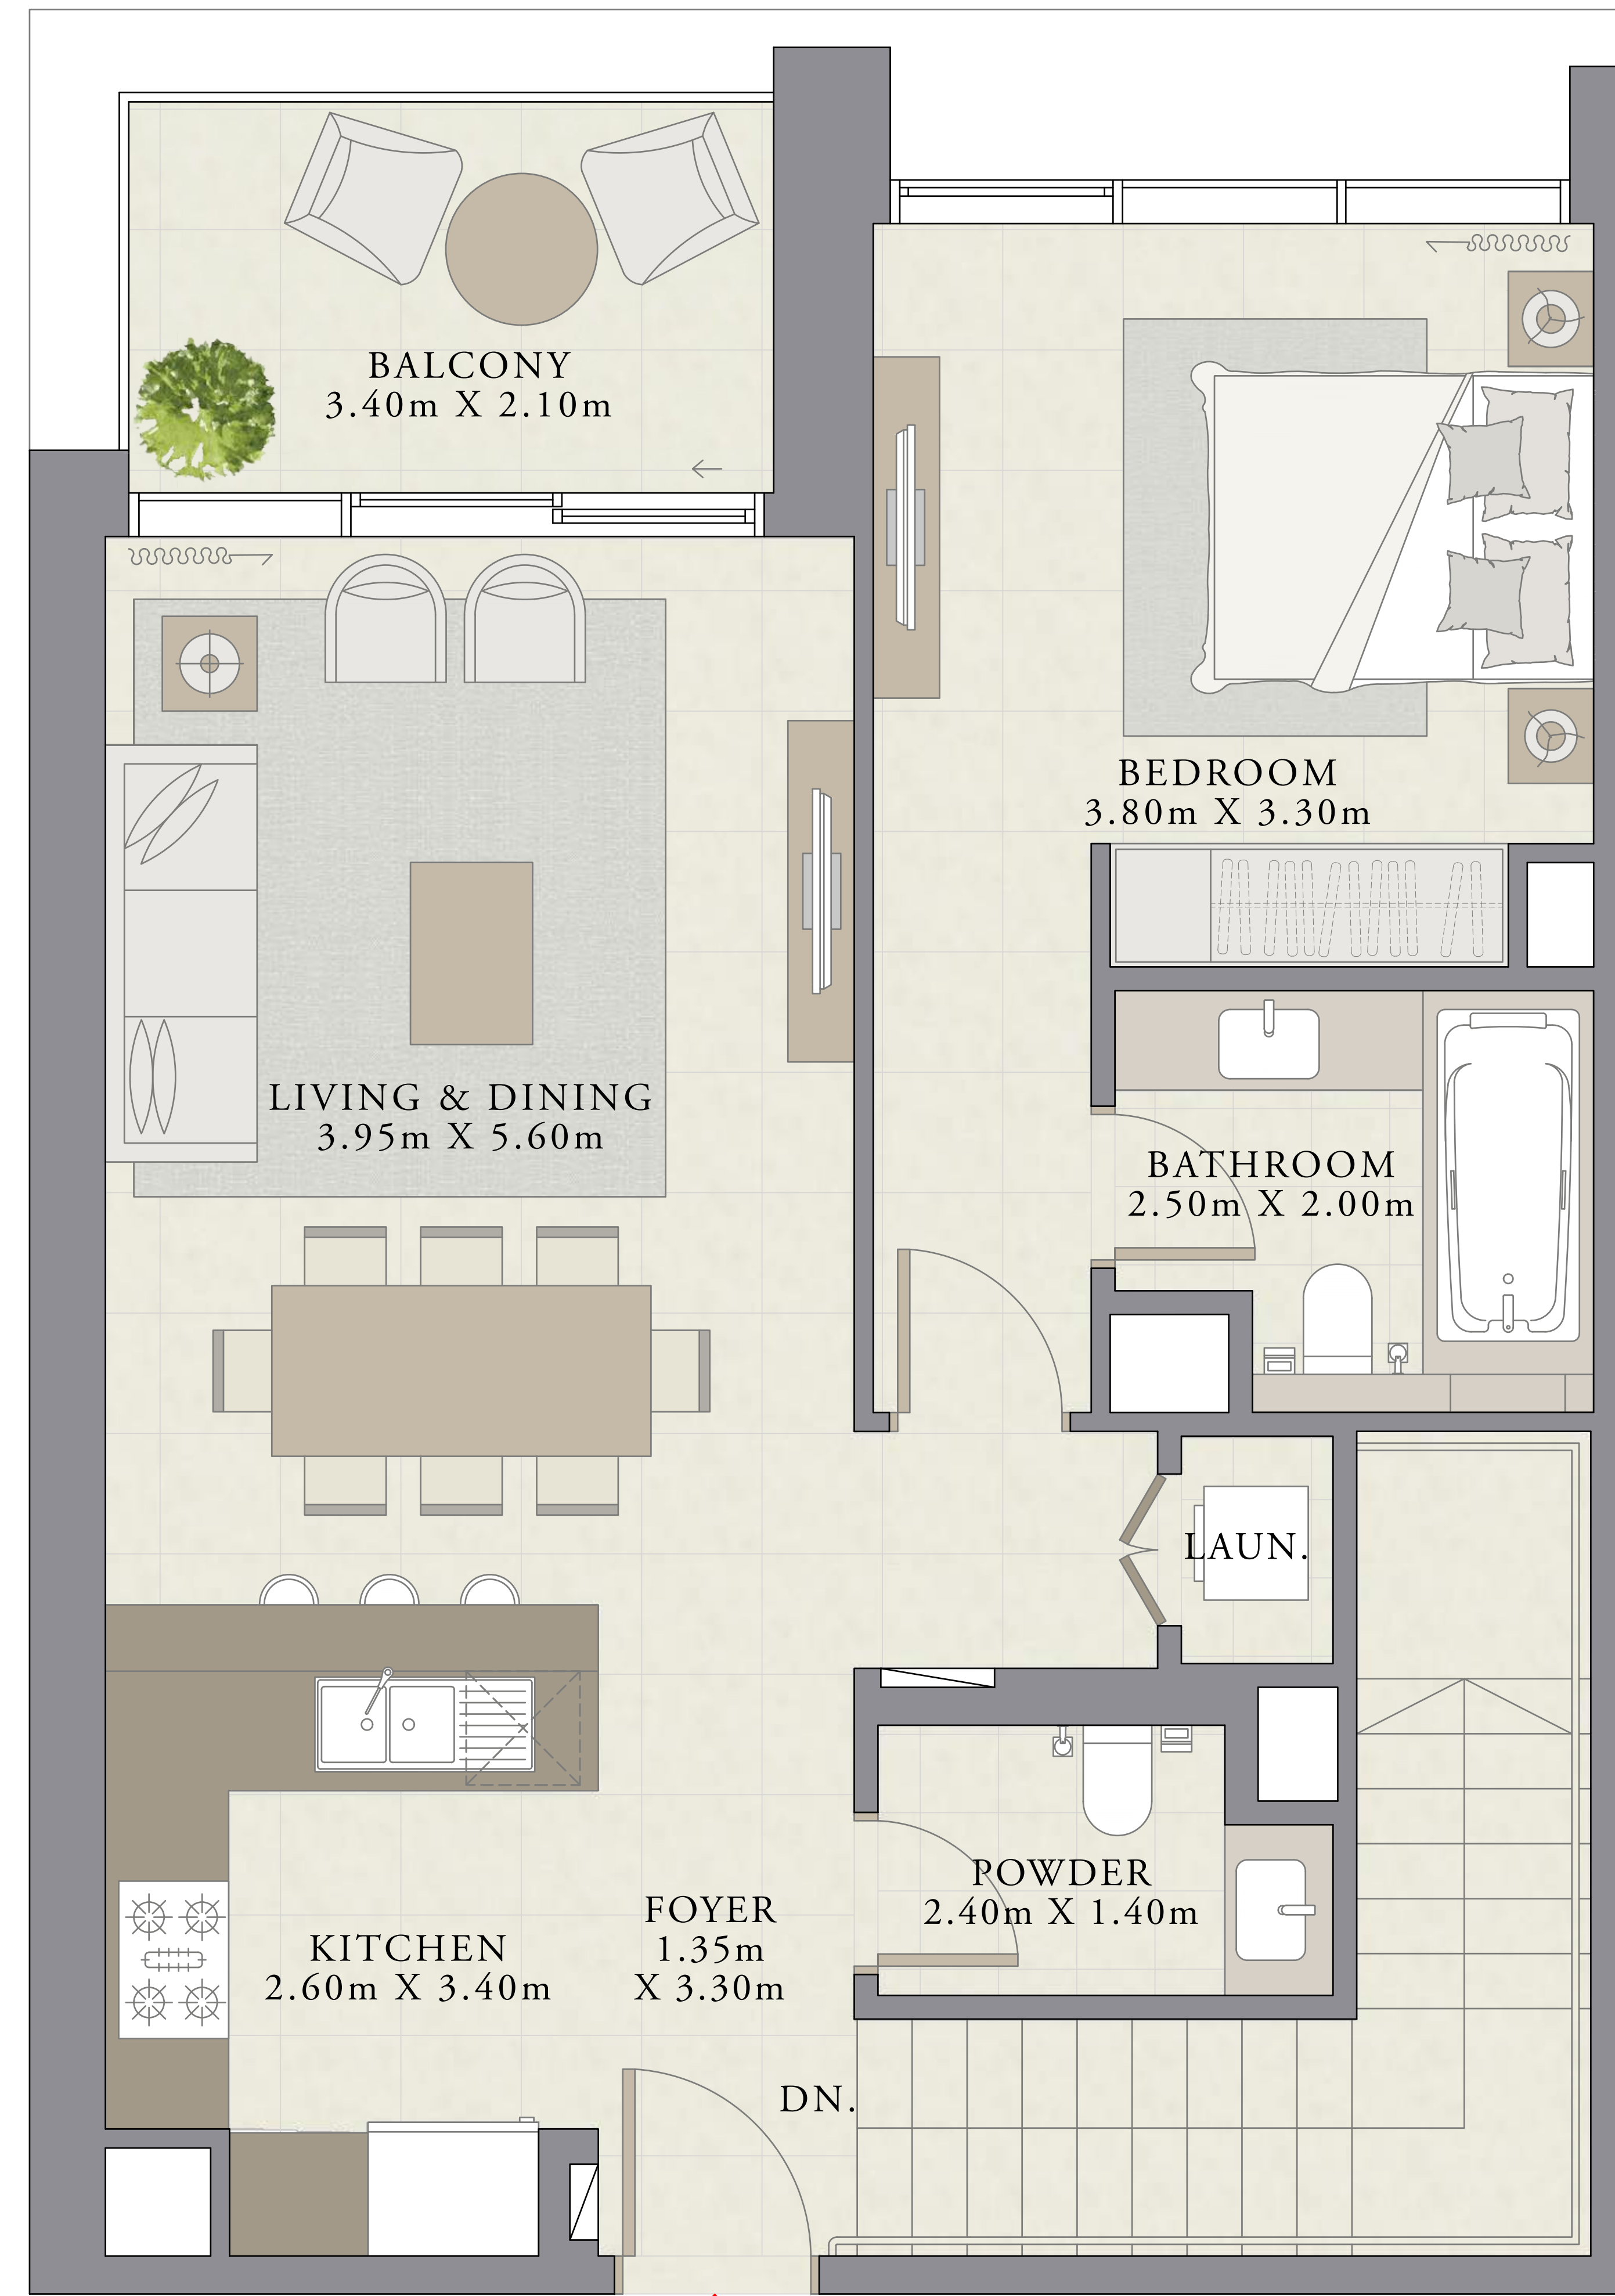 BALCONY
3.40m X 2.10m
BEDROOM
3.80m X 3.30m
LIVING & DINING
3.95m X 5.60m
BATHROOM
2.50m X 2.00m
LAUN.
POWDER
2.40m X 1.40m
FOYER
1.35m
X 3.30m
KITCHEN
2.60m X 3.40m
DN.